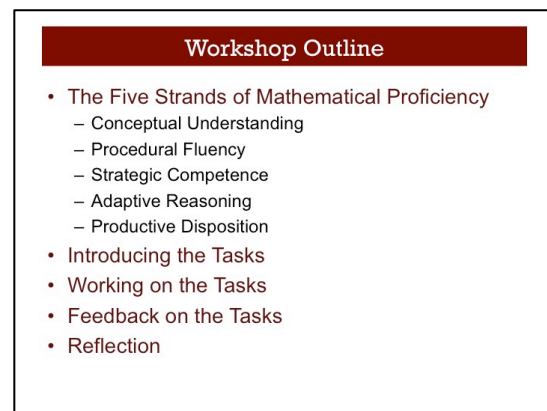 Workshop Outline
• The Five Strands of Mathematical Proficiency
– Conceptual Understanding
– Procedural Fluency
– Strategic Competence
– Adaptive Reasoning
– Productive Disposition
• Introducing the Tasks
• Working on the Tasks
• Feedback on the Tasks
• Reflection